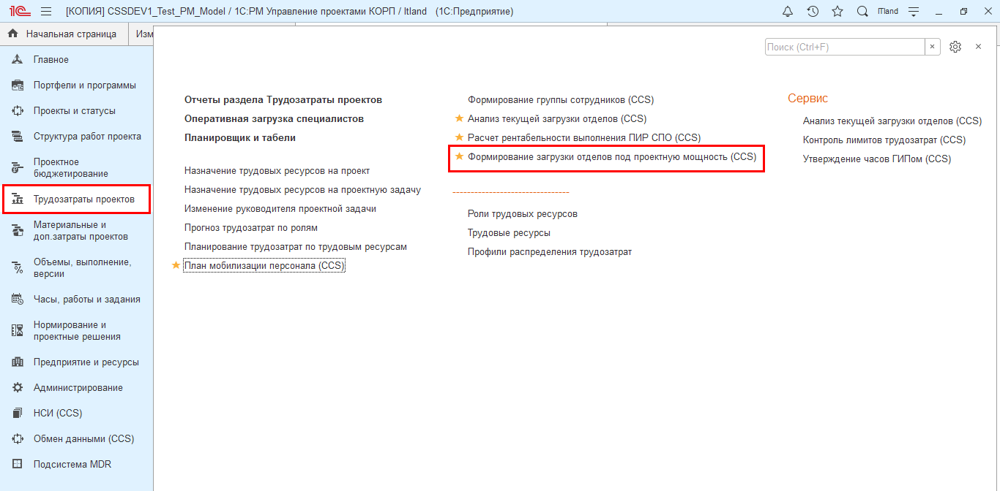 [КОПИЯ] CSSDEV1_Test_PM_Model / 1С:PM Управление проектами КОРП / Itland (1С:Предприятие)
ITland
Начальная страница
Изм
Поиск (Ctrl+F)
Главное
Портфели и программы
Проекты и статусы
Структура работ проекта
Проектное
бюджетирование
Трудозатраты проектов
Материальные и
доп.затраты проектов
Объемы, выполнение,
версии
Часы, работы и задания
Нормирование и
проектные решения
Предприятие и ресурсы
Администрирование
НСИ (CCS)
Обмен данными (CCS)
Подсистема MDR
Отчеты раздела Трудозатраты проектов
Оперативная загрузка специалистов
Планировщик и табели
Назначение трудовых ресурсов на проект
Назначение трудовых ресурсов на проектную задачу
Изменение руководителя проектной задачи
Прогноз трудозатрат по ролям
Планирование трудозатрат по трудовым ресурсам
План мобилизации персонала (CCS)
Формирование группы сотрудников (CCS)
Анализ текущей загрузки отделов (CCS)
Расчет рентабельности выполнения ПИР СПО (CCS)
Формирование загрузки отделов под проектную мощность (CCS)
--------------------------------
Роли трудовых ресурсов
Трудовые ресурсы
Профили распределения трудозатрат
Сервис
Анализ текущей загрузки отделов (CCS)
Контроль лимитов трудозатрат (CCS)
Утверждение часов ГИПом (CCS)